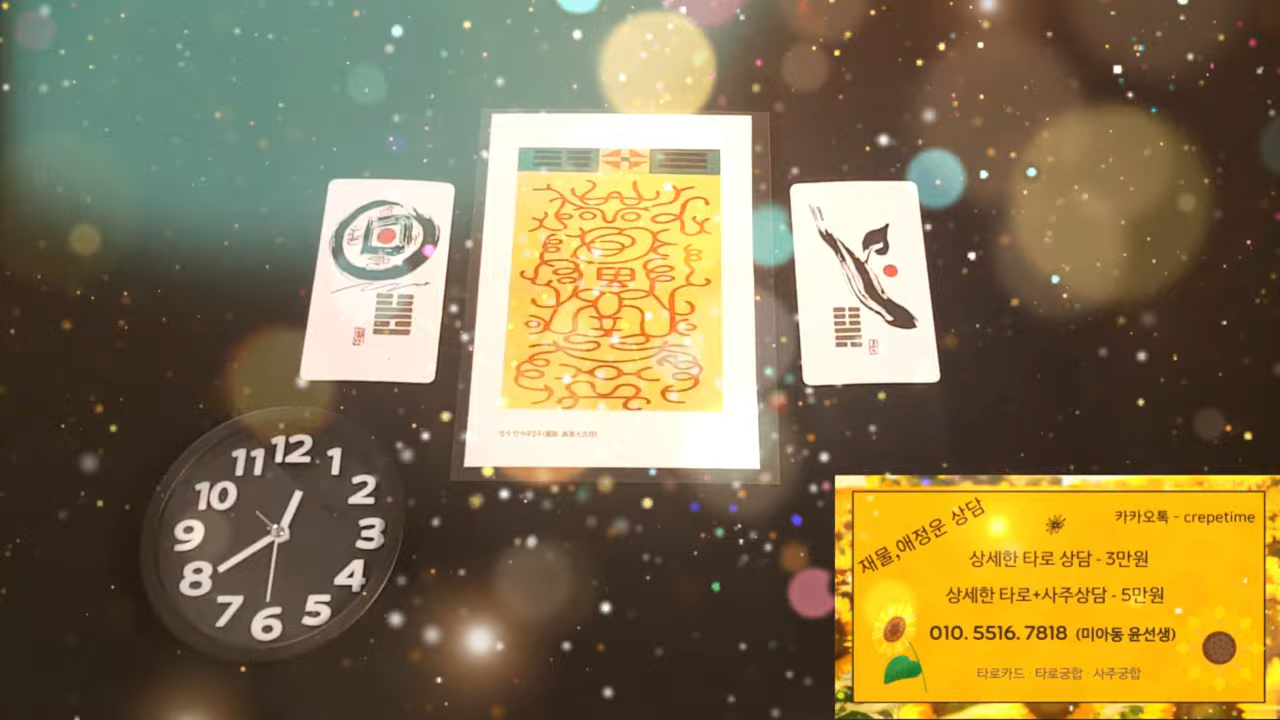 12
1
2
3
4
5
6
7
8
9
10
11
재물,애정운 상담
카카오톡 - crepetime
상세한 타로 상담 - 3만원
상세한 타로+사주상담 - 5만원
010. 5516. 7818 (미아동 윤선생)
타로카드 · 타로궁합 · 사주궁합